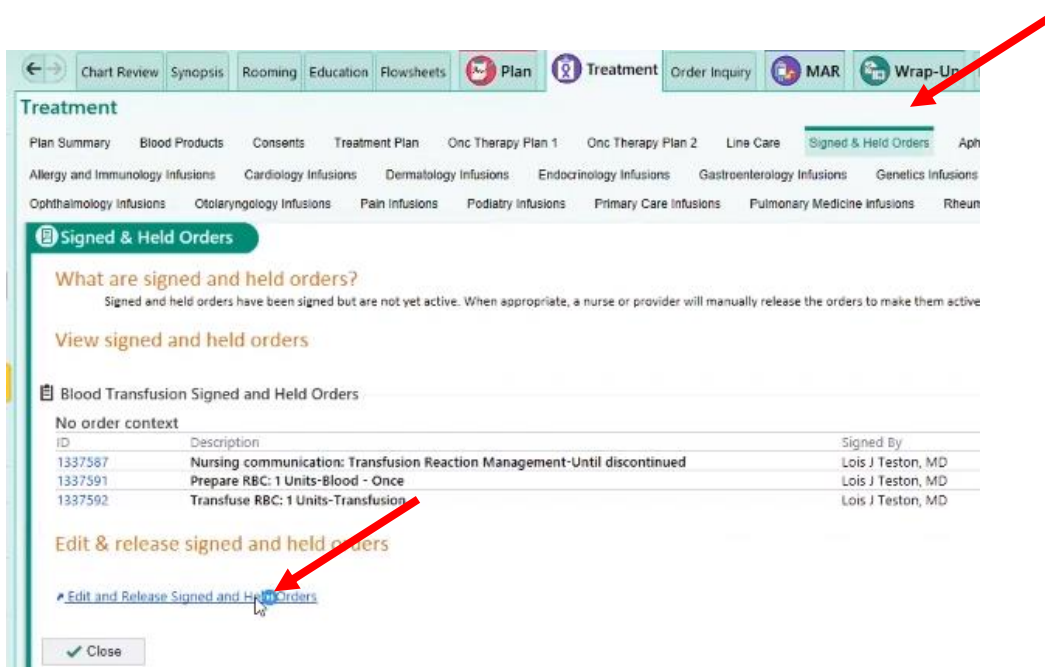 Chart Review Synopsis Rooming Education Flowsheets Plan Treatment Order Inquiry MAR Wrap-Up
Treatment
Plan Summary Blood Products Consents Treatment Plan Onc Therapy Plan 1 Onc Therapy Plan 2 Line Care Signed & Held Orders Aph
Allergy and Immunology Infusions Cardiology Infusions Dermatology Infusions Endocrinology Infusions Gastroenterology Infusions Genetics Infusions
Ophthalmology Infusions Otolaryngology Infusions Pain Infusions Podiatry Infusions Primary Care Infusions Pulmonary Medicine Infusions Rheum
Signed & Held Orders
What are signed and held orders?
Signed and held orders have been signed but are not yet active. When appropriate, a nurse or provider will manually release the orders to make them active
View signed and held orders
Blood Transfusion Signed and Held Orders
No order context
ID Description Signed By
1337587 Nursing communication: Transfusion Reaction Management-Until discontinued Lois J Teston, MD
1337591 Prepare RBC: 1 Units-Blood - Once Lois J Teston, MD
1337592 Transfuse RBC: 1 Units-Transfusion Lois J Teston, MD
Edit & release signed and held orders
Edit and Release Signed and Held Orders
Close